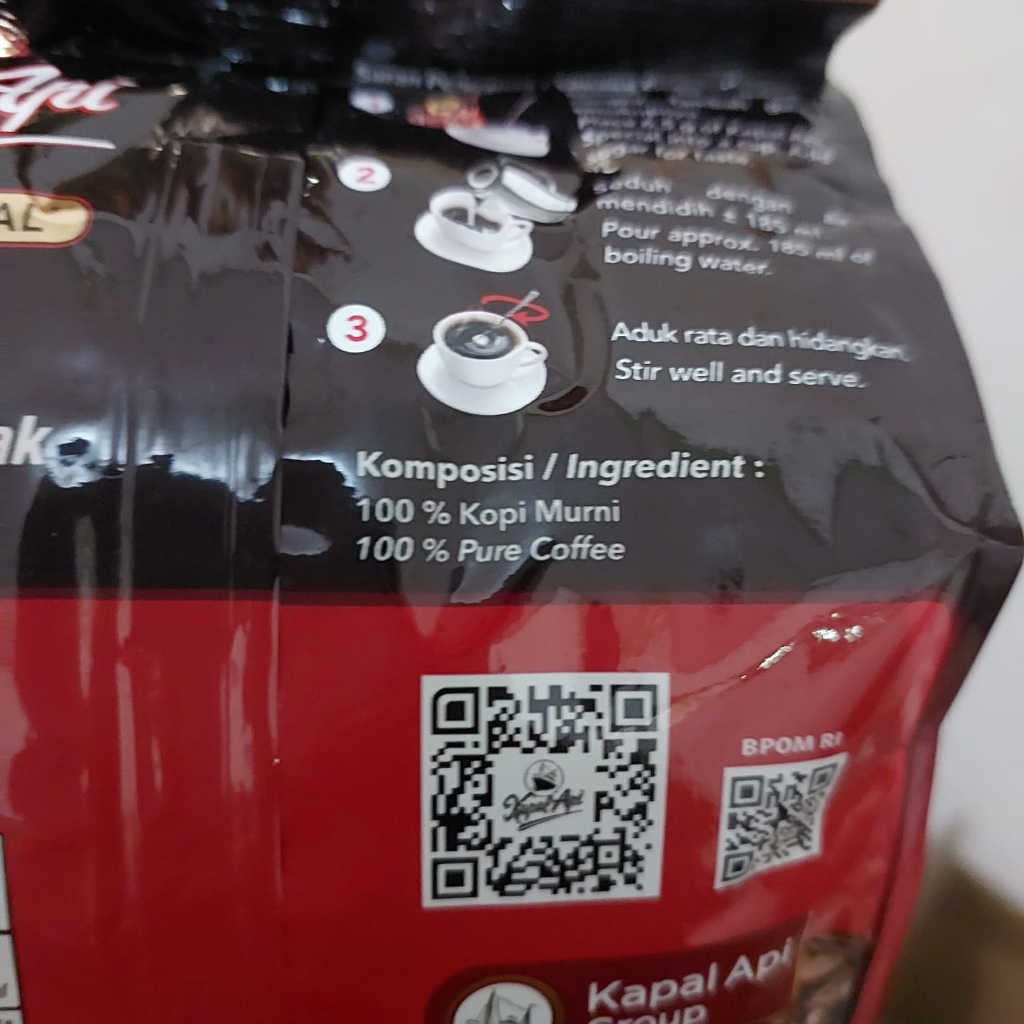 Api
AL
2
seduh dengan
mendidih ± 185 ml.
Pour approx. 185 ml of
boiling water.
3
Aduk rata dan hidangkan.
Stir well and serve.
ak
Komposisi / Ingredient :
100 % Kopi Murni
100 % Pure Coffee
Kapal Api
BPOM RI
Kapal Api
Group